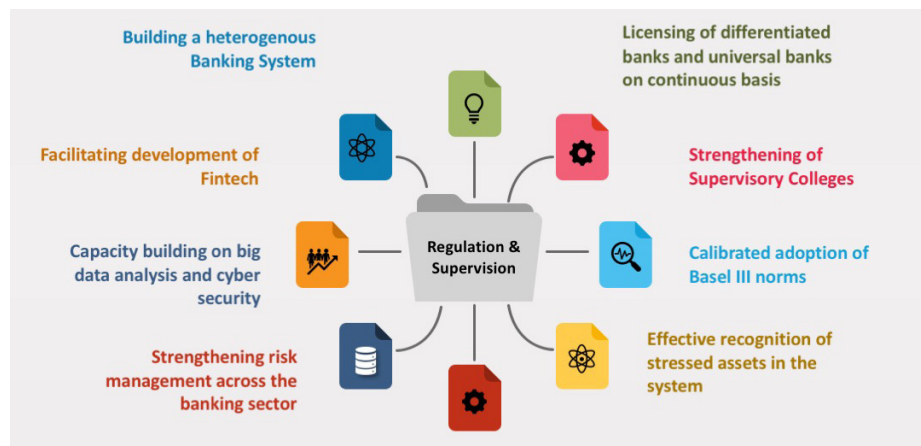 Building a heterogenous
Banking System
Licensing of differentiated
banks and universal banks
on continuous basis
Facilitating development of
Fintech
Strengthening of
Supervisory Colleges
Regulation &
Supervision
Capacity building on big
data analysis and cyber
security
Calibrated adoption of
Basel III norms
Strengthening risk
management across the
banking sector
Effective recognition of
stressed assets in the
system